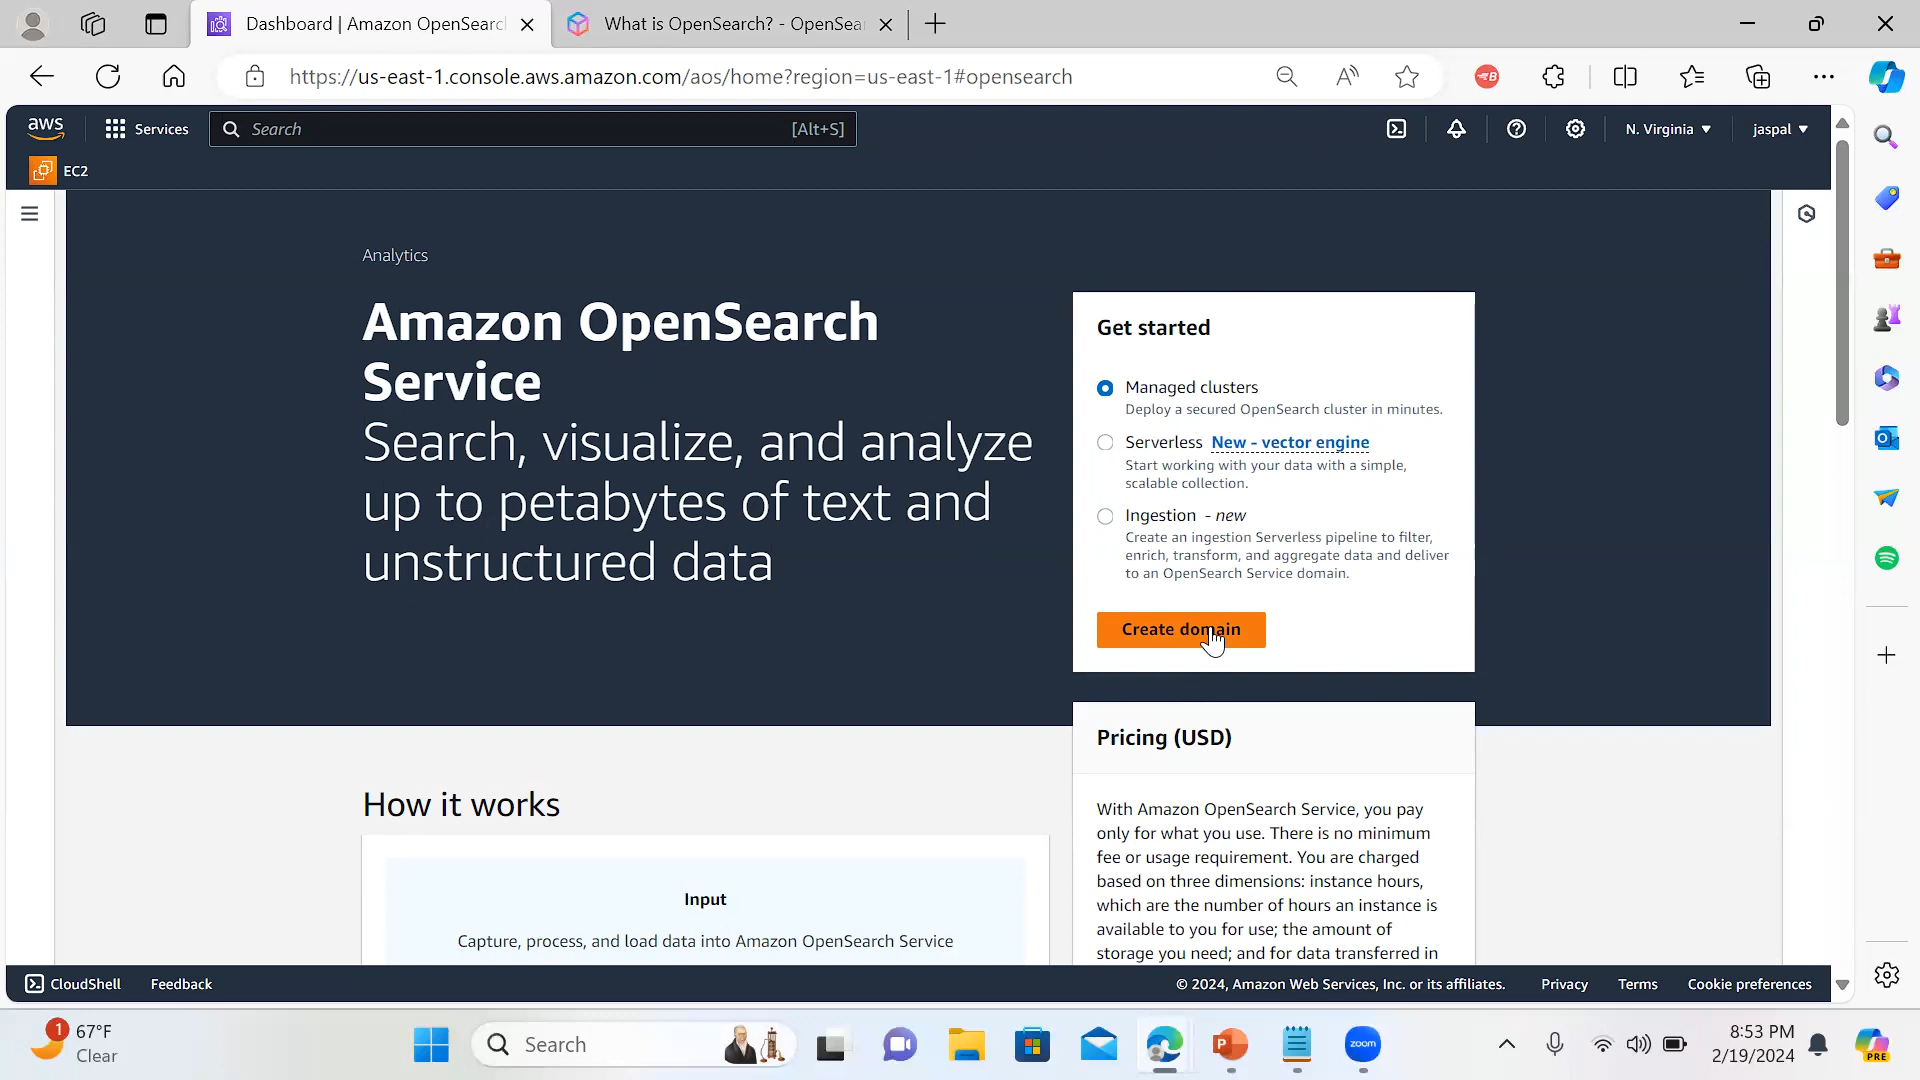 Dashboard | Amazon OpenSearc
What is OpenSearch? - OpenSear
https://us-east-1.console.aws.amazon.com/aos/home?region=us-east-1#opensearch
aws
Services
Search
[Alt+S]
N. Virginia
jaspal
EC2
Analytics
Amazon OpenSearch
Service
Search, visualize, and analyze
up to petabytes of text and
unstructured data
Get started
Managed clusters
Deploy a secured OpenSearch cluster in minutes.
Serverless New - vector engine
Start working with your data with a simple,
scalable collection.
Ingestion - new
Create an ingestion Serverless pipeline to filter,
enrich, transform, and aggregate data and deliver
to an OpenSearch Service domain.
Create domain
Pricing (USD)
With Amazon OpenSearch Service, you pay
only for what you use. There is no minimum
fee or usage requirement. You are charged
based on three dimensions: instance hours,
which are the number of hours an instance is
available to you for use; the amount of
storage you need; and for data transferred in
How it works
Input
Capture, process, and load data into Amazon OpenSearch Service
CloudShell
Feedback
© 2024, Amazon Web Services, Inc. or its affiliates.
Privacy
Terms
Cookie preferences
1
67°F
Clear
Search
zoom
8:53 PM
2/19/2024
PRE